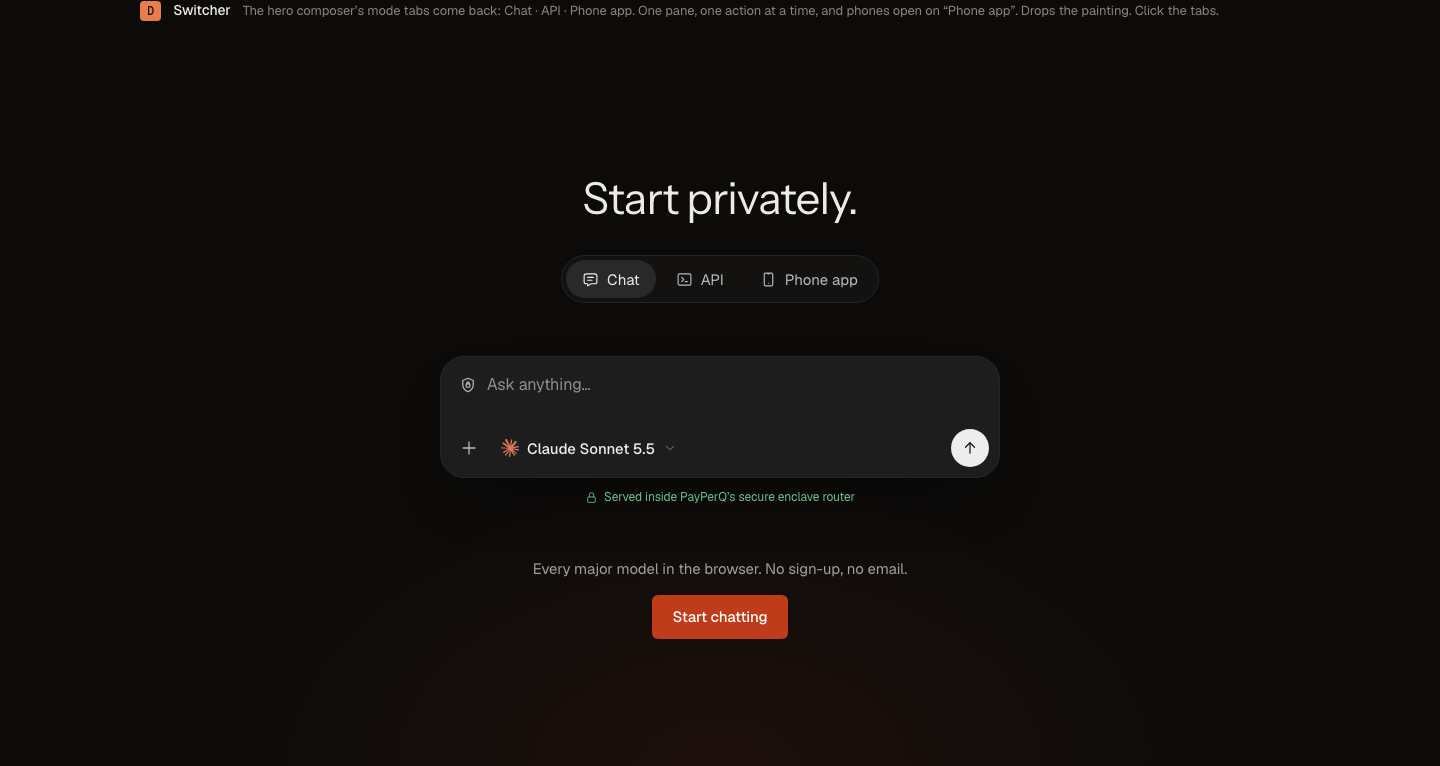 D Switcher The hero composer’s mode tabs come back: Chat · API · Phone app. One pane, one action at a time, and phones open on “Phone app”. Drops the painting. Click the tabs.
Start privately.
Chat API Phone app
Ask anything…
Claude Sonnet 5.5
Served inside PayPerQ’s secure enclave router
Every major model in the browser. No sign-up, no email.
Start chatting